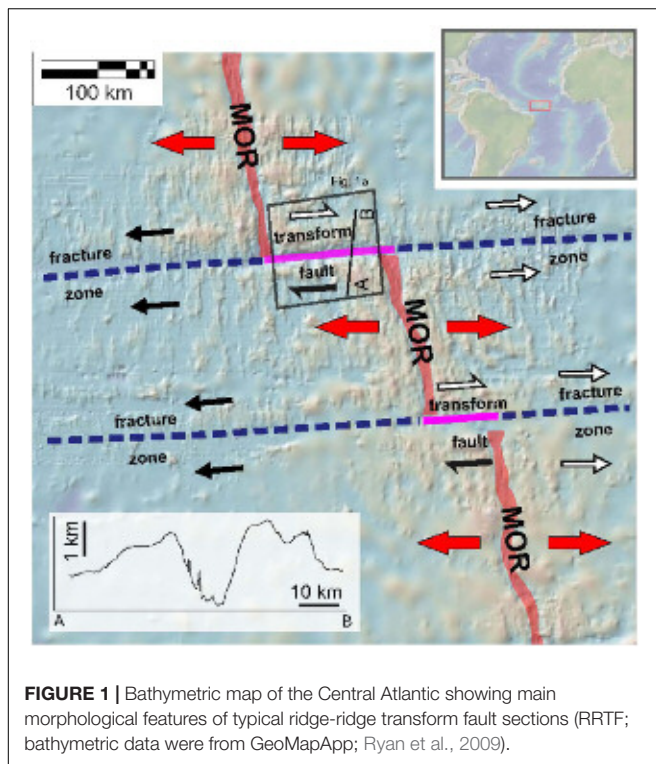 100 km
MOR
Fig. 1a
transform
fault
B
A
fracture
zone
fracture
zone
MOR
transform
fault
fracture
zone
fracture
zone
MOR
1 km
10 km
A
B
FIGURE 1 | Bathymetric map of the Central Atlantic showing main
morphological features of typical ridge-ridge transform fault sections (RRTF;
bathymetric data were from GeoMapApp; Ryan et al., 2009).